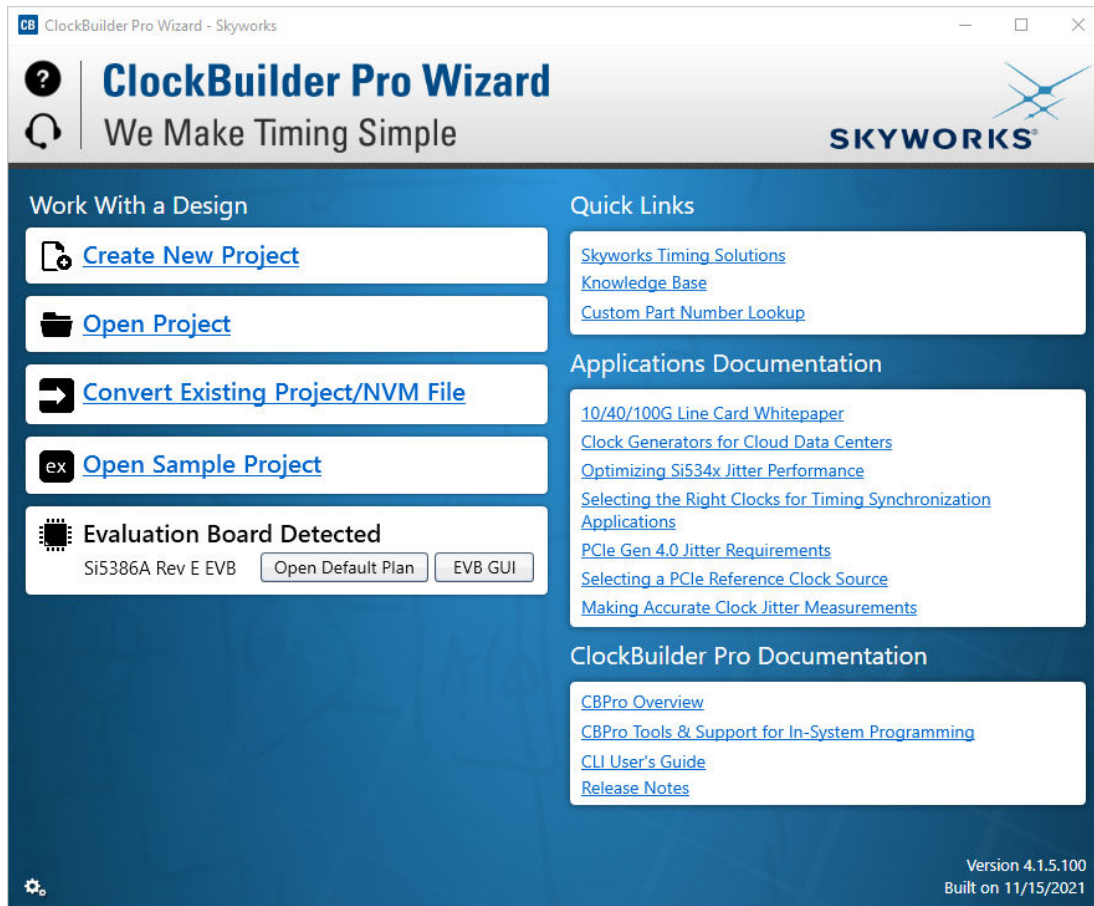 CB ClockBuilder Pro Wizard - Skyworks
?
ClockBuilder Pro Wizard
We Make Timing Simple
SKYWORKS®
Work With a Design
Create New Project
Open Project
Convert Existing Project/NVM File
ex Open Sample Project
Evaluation Board Detected
Si5386A Rev E EVB Open Default Plan EVB GUI
Quick Links
Skyworks Timing Solutions
Knowledge Base
Custom Part Number Lookup
Applications Documentation
10/40/100G Line Card Whitepaper
Clock Generators for Cloud Data Centers
Optimizing Si534x Jitter Performance
Selecting the Right Clocks for Timing Synchronization
Applications
PCIe Gen 4.0 Jitter Requirements
Selecting a PCIe Reference Clock Source
Making Accurate Clock Jitter Measurements
ClockBuilder Pro Documentation
CBPro Overview
CBPro Tools & Support for In-System Programming
CLI User's Guide
Release Notes
Version 4.1.5.100
Built on 11/15/2021